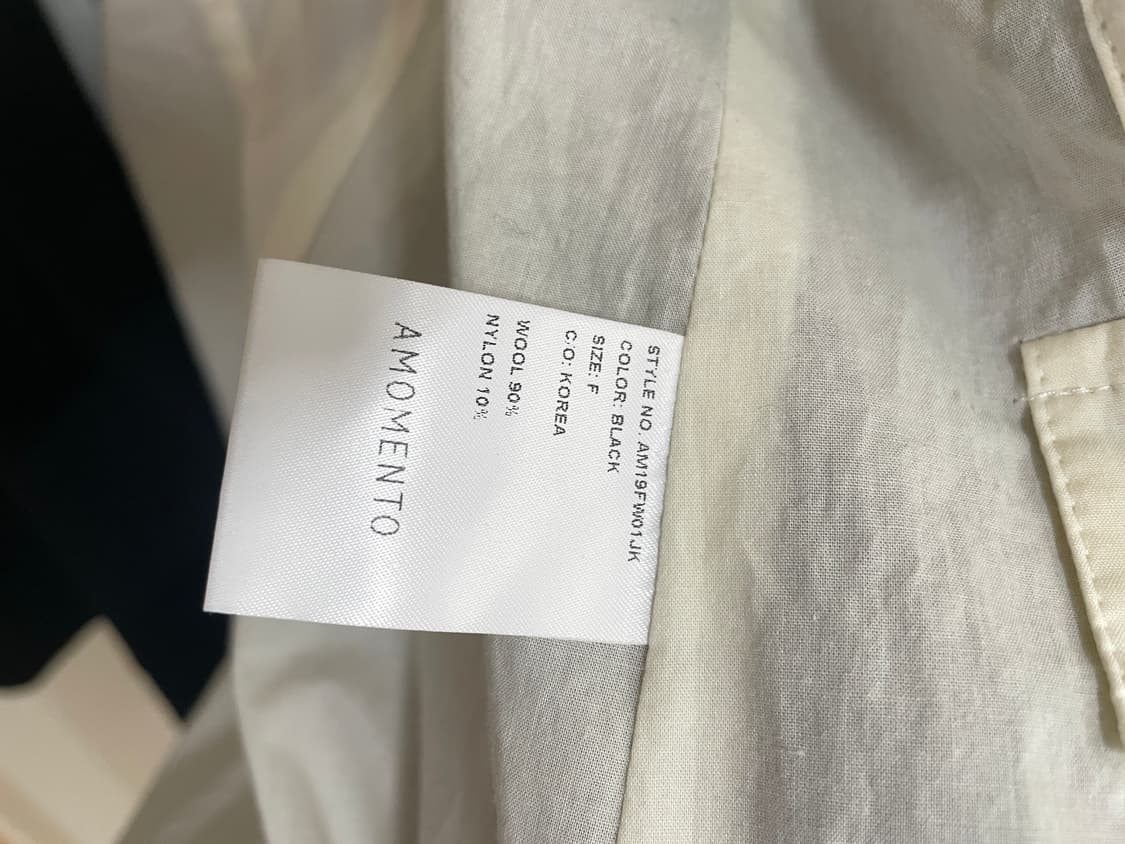 STYLE NO. AM19FW01JK
COLOR: BLACK
SIZE: F
C/O: KOREA
WOOL 90%
NYLON 10%
AMOMENTO